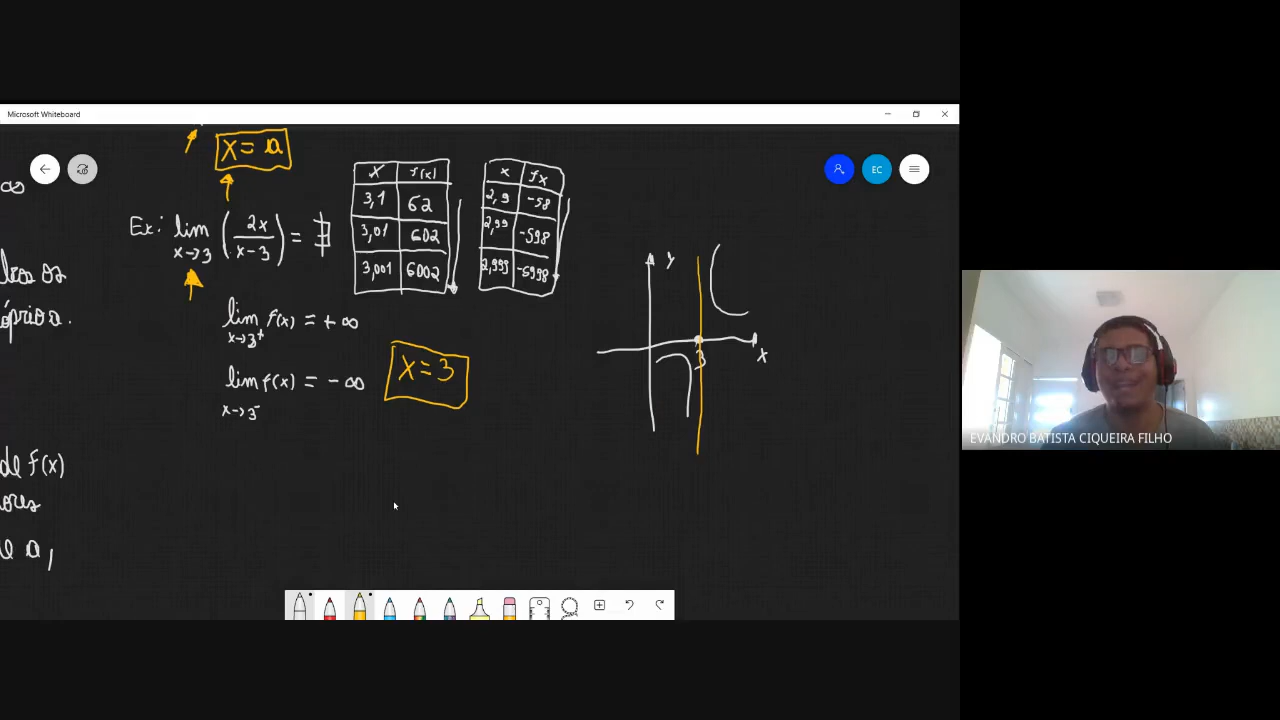 Microsoft Whiteboard
x = a
∞
EC
Ex: lim (2x/(x-3)) = ∄
x→3
x f(x)
3,1 62
3,01 602
3,001 6002
x fx
2,9 -58
2,99 -598
2,999 -5998
os
lim f(x) = +∞
x→3⁺
lim f(x) = -∞
x→3⁻
x = 3
y
3
x
de f(x)
a,
EVANDRO BATISTA CIQUEIRA FILHO